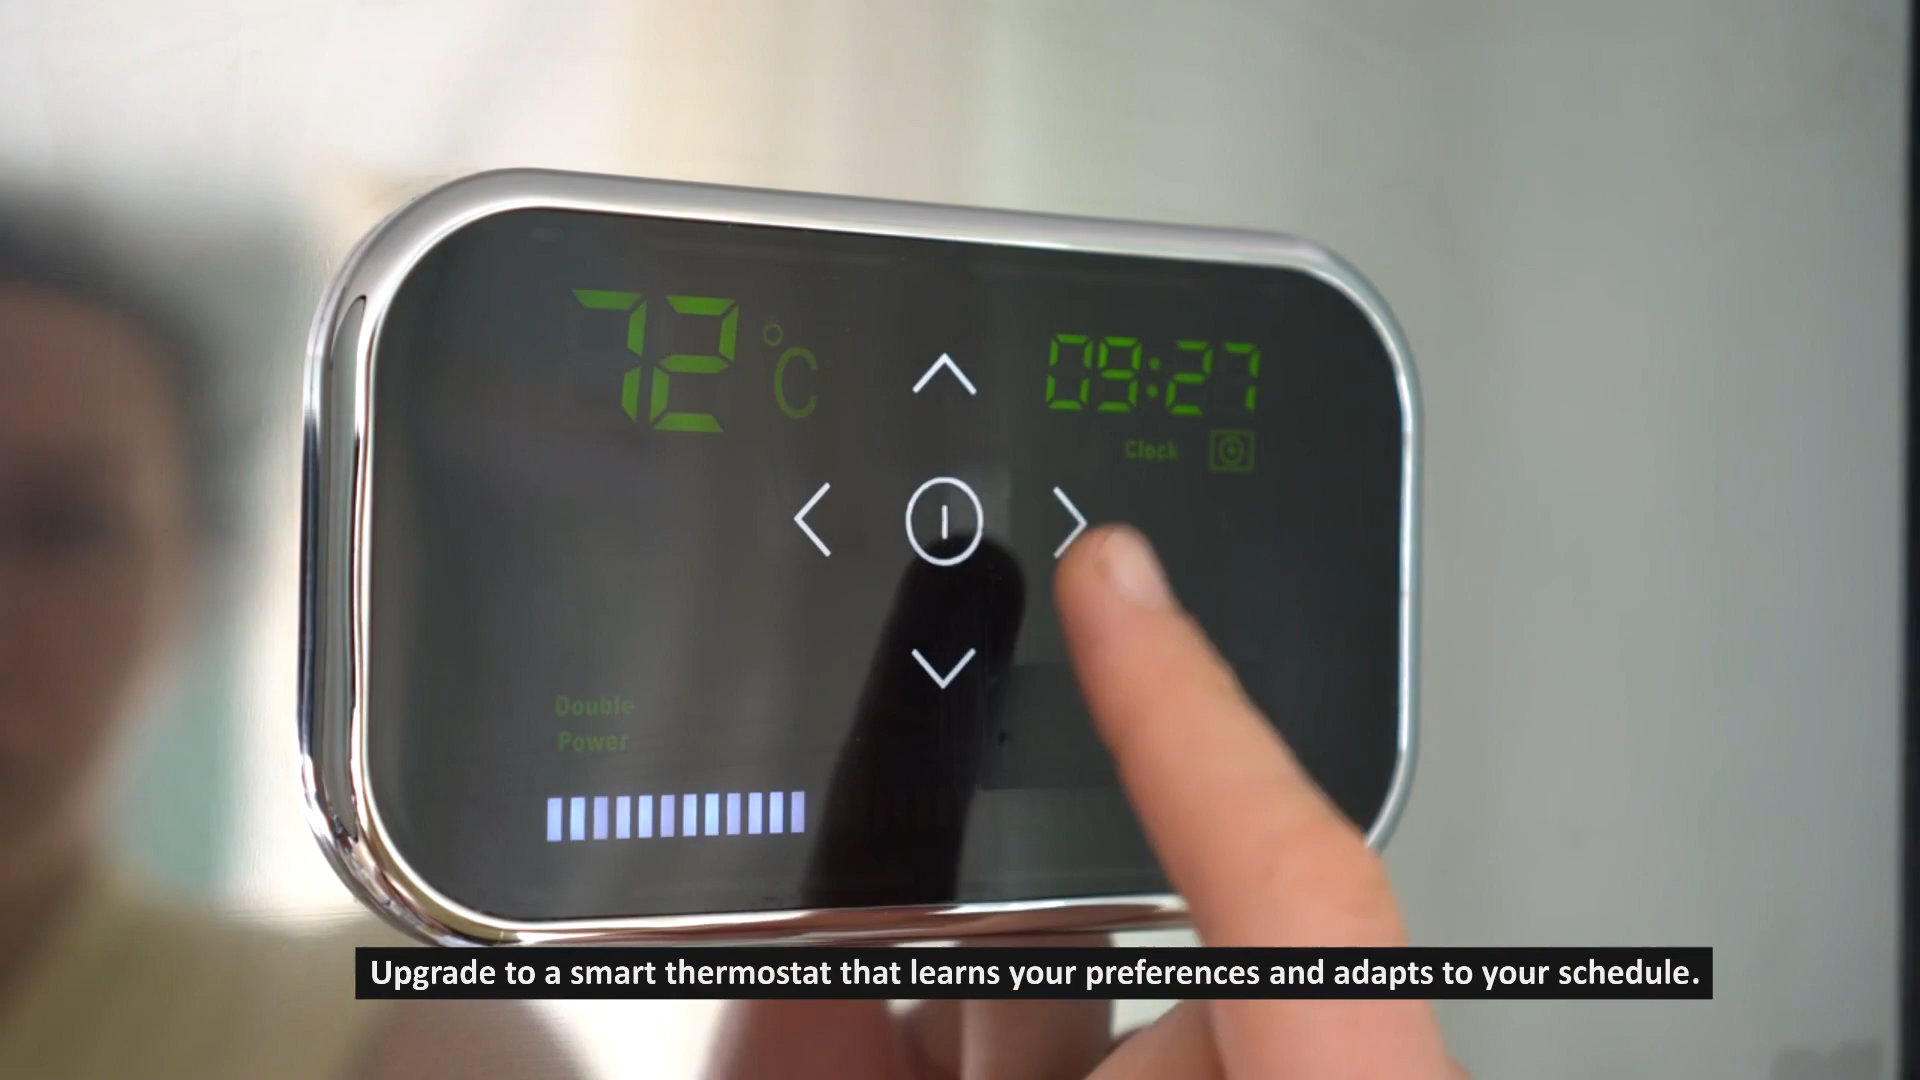 72 °C
09:27
Clock
Double
Power
Upgrade to a smart thermostat that learns your preferences and adapts to your schedule.